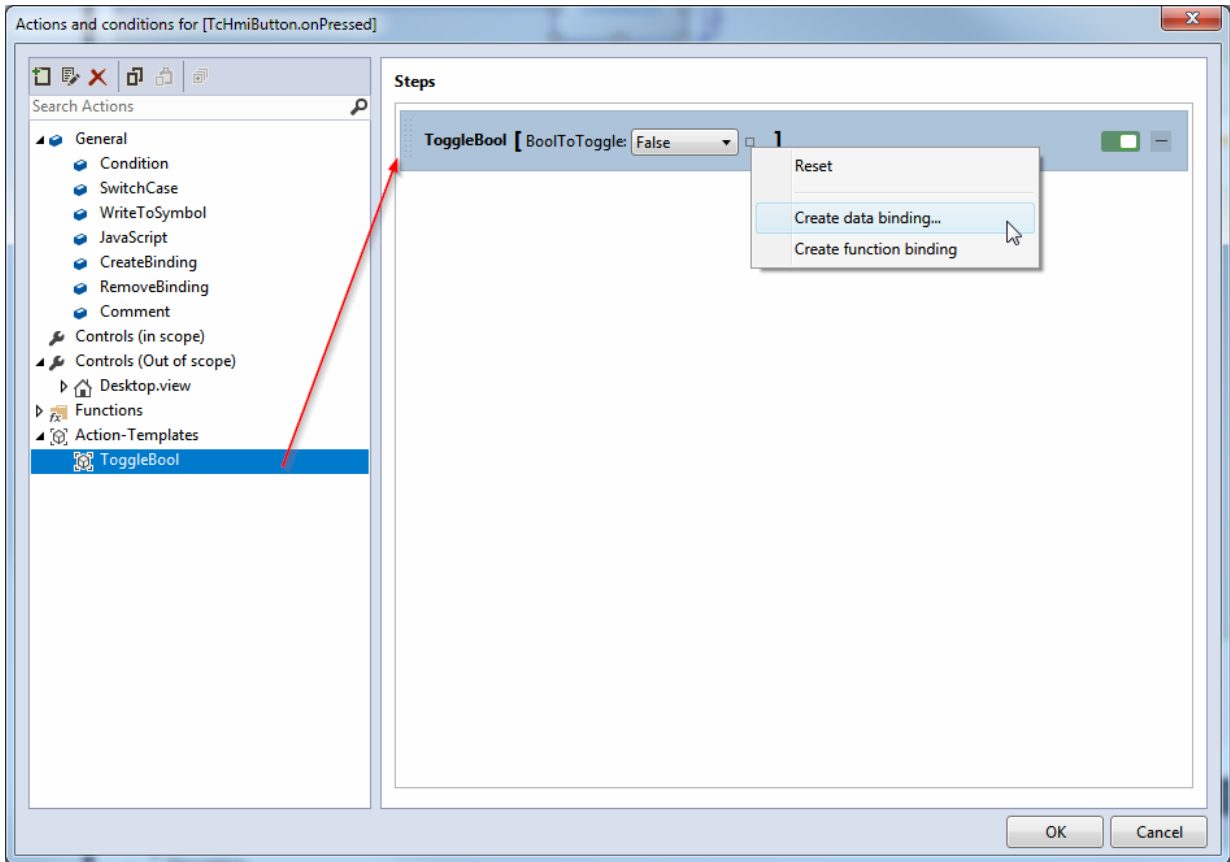 Actions and conditions for [TcHmiButton.onPressed]
Search Actions
General
Condition
SwitchCase
WriteToSymbol
JavaScript
CreateBinding
RemoveBinding
Comment
Controls (in scope)
Controls (Out of scope)
Desktop.view
Functions
Action-Templates
ToggleBool
Steps
ToggleBool [ BoolToToggle: False ]
Reset
Create data binding...
Create function binding
OK
Cancel